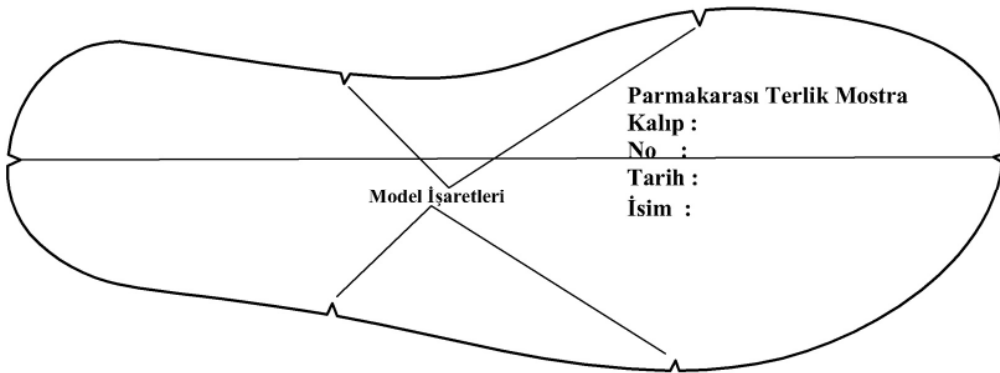 Parmakarası Terlik Mostra
Kalıp :
No :
Tarih :
İsim :
Model İşaretleri